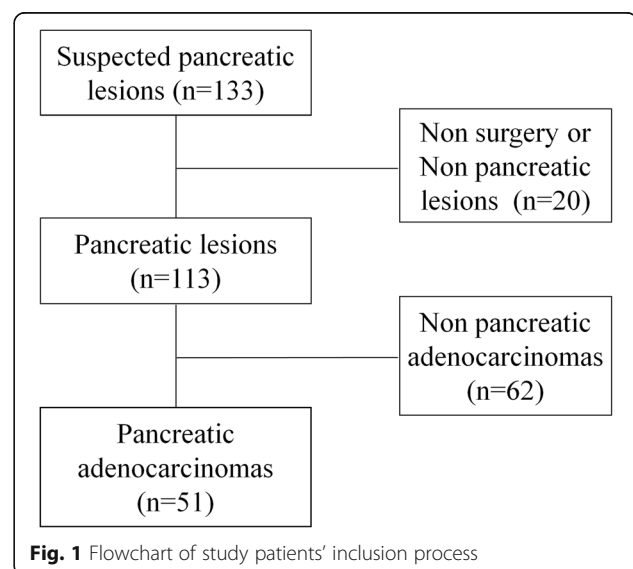 Suspected pancreatic
lesions (n=133)
Non surgery or
Non pancreatic
lesions (n=20)
Pancreatic lesions
(n=113)
Non pancreatic
adenocarcinomas
(n=62)
Pancreatic
adenocarcinomas
(n=51)
Fig. 1 Flowchart of study patients' inclusion process